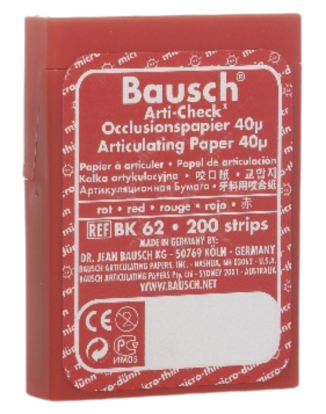 Bausch®
Arti-Check®
Occlusionspapier 40µ
Articulating Paper 40µ
Papier à articuler • Papel de articulación
Kalka artykulacyjna • 咬口紙 • 교합지
Артикуляционная Бумага • 牙科用咬合紙
rot • red • rouge • rojo • 赤
REF BK 62 • 200 strips
MADE IN GERMANY BY:
DR. JEAN BAUSCH KG - 50769 KÖLN - GERMANY
BAUSCH ARTICULATING PAPERS, INC. - NASHUA, NH 03062 - U.S.A.
BAUSCH ARTICULATING PAPERS Pty. Ltd - SYDNEY 2001 - AUSTRALIA
WWW.BAUSCH.NET
CE
ИМ05